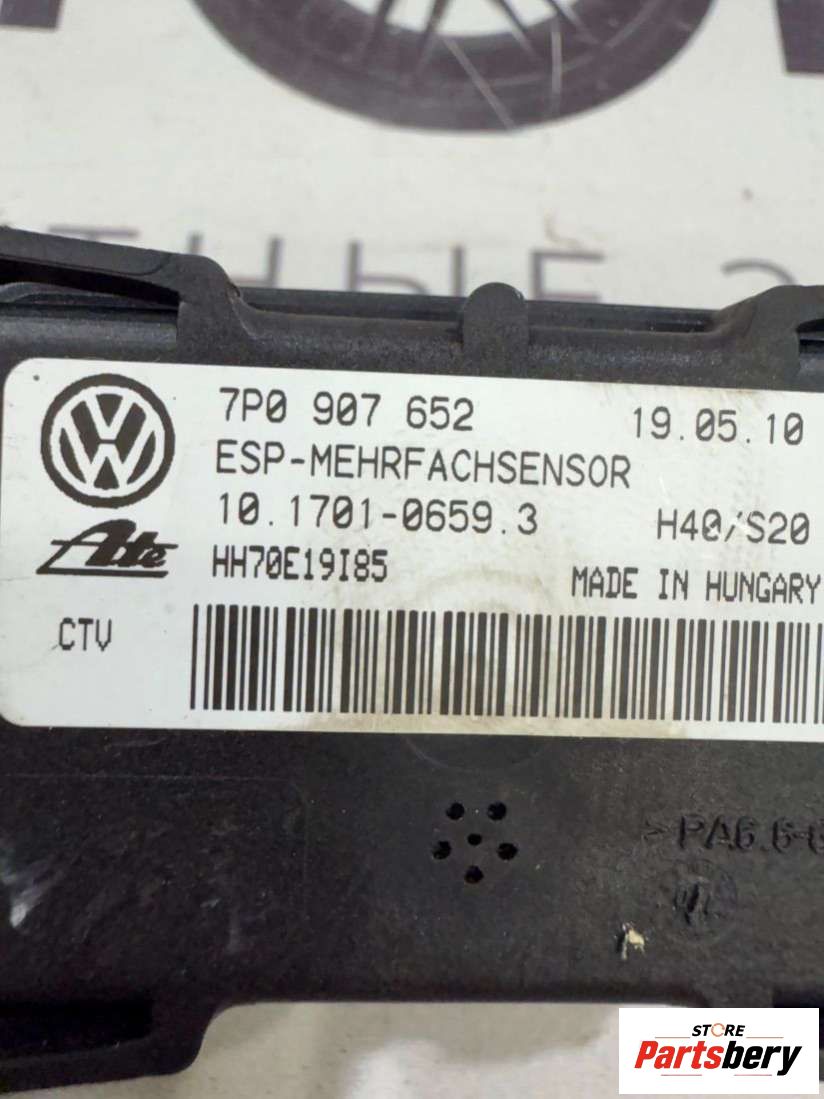 ТНЫЕ З
7P0 907 652 19.05.10
ESP-MEHRFACHSENSOR
10.1701-0659.3 H40/S20
Ate
HH70E19I85 MADE IN HUNGARY
CTV
>PA6.6-
STORE
Partsbery